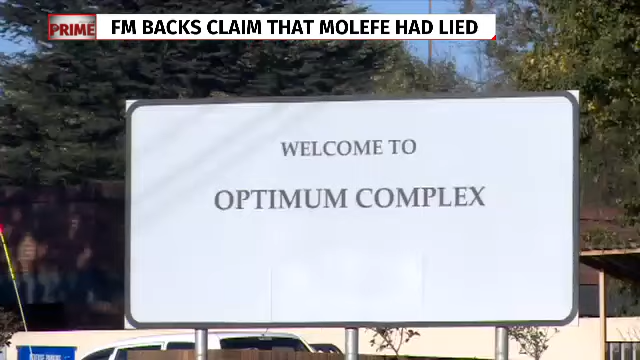 PRIME
FM BACKS CLAIM THAT MOLEFE HAD LIED
WELCOME TO
OPTIMUM COMPLEX